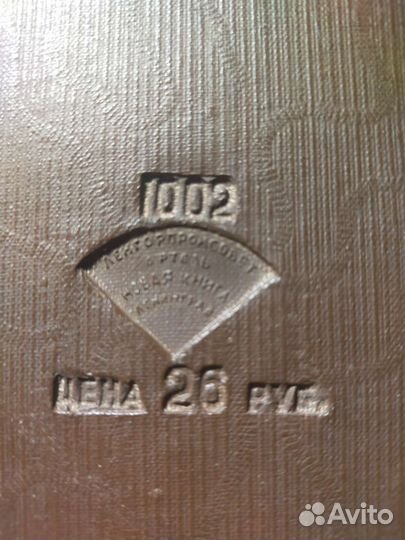 1002
ЛЕНГОРПРОМСОВЕТ
АРТЕЛЬ
НОВАЯ КНИГА
ЛЕНИНГРАД
ЦЕНА 26 РУБ.
Avito